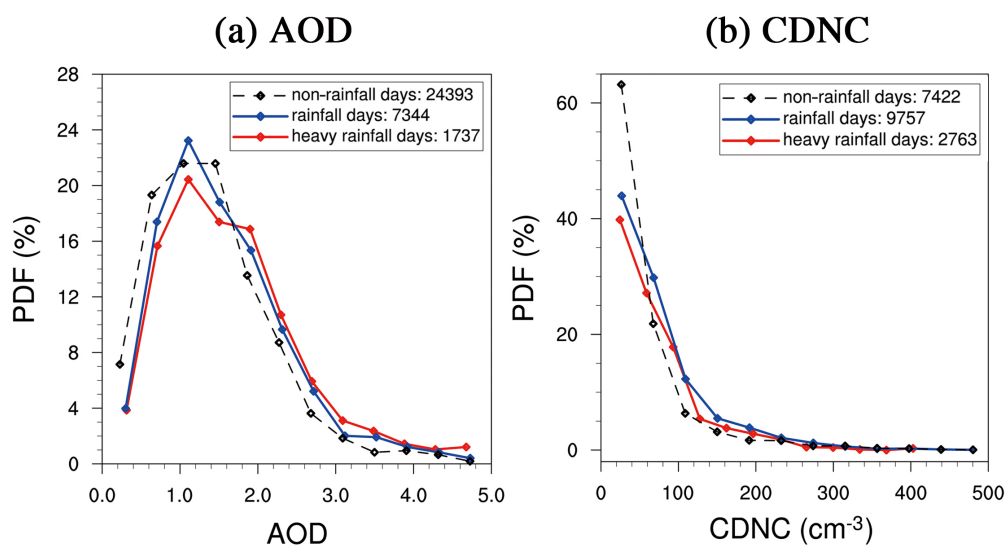 (a) AOD
(b) CDNC
28
24
20
16
12
8
4
0
PDF (%)
non-rainfall days: 24393
rainfall days: 7344
heavy rainfall days: 1737
0.0 1.0 2.0 3.0 4.0 5.0
AOD
60
40
20
0
PDF (%)
non-rainfall days: 7422
rainfall days: 9757
heavy rainfall days: 2763
0 100 200 300 400 500
CDNC (cm⁻³)